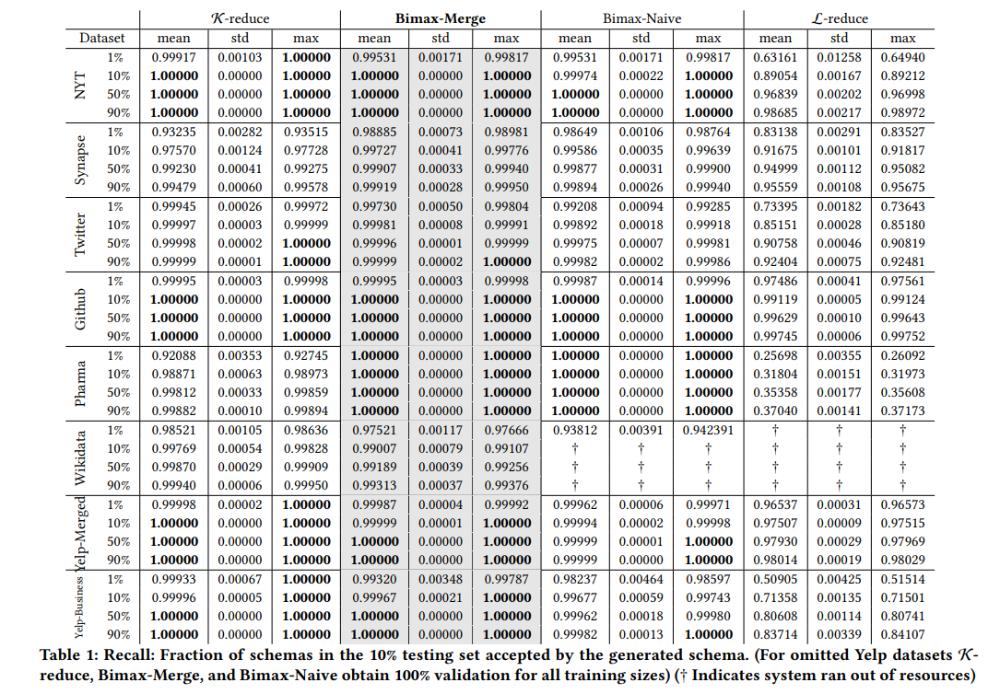 𝒦-reduce Bimax-Merge Bimax-Naive ℒ-reduce
Dataset mean std max mean std max mean std max mean std max
NYT
1% 0.99917 0.00103 1.00000 0.99531 0.00171 0.99817 0.99531 0.00171 0.99817 0.63161 0.01258 0.64940
10% 1.00000 0.00000 1.00000 1.00000 0.00000 1.00000 0.99974 0.00022 1.00000 0.89054 0.00167 0.89212
50% 1.00000 0.00000 1.00000 1.00000 0.00000 1.00000 1.00000 0.00000 1.00000 0.96839 0.00202 0.96998
90% 1.00000 0.00000 1.00000 1.00000 0.00000 1.00000 1.00000 0.00000 1.00000 0.98685 0.00217 0.98972
Synapse
1% 0.93235 0.00282 0.93515 0.98885 0.00073 0.98981 0.98649 0.00106 0.98764 0.83138 0.00291 0.83527
10% 0.97570 0.00124 0.97728 0.99727 0.00041 0.99776 0.99586 0.00035 0.99639 0.91675 0.00101 0.91817
50% 0.99230 0.00041 0.99275 0.99907 0.00033 0.99940 0.99877 0.00031 0.99900 0.94999 0.00112 0.95082
90% 0.99479 0.00060 0.99578 0.99919 0.00028 0.99950 0.99894 0.00026 0.99940 0.95559 0.00108 0.95675
Twitter
1% 0.99945 0.00026 0.99972 0.99730 0.00050 0.99804 0.99208 0.00094 0.99285 0.73395 0.00182 0.73643
10% 0.99997 0.00003 0.99999 0.99981 0.00008 0.99991 0.99892 0.00018 0.99918 0.85151 0.00028 0.85180
50% 0.99998 0.00002 1.00000 0.99996 0.00001 0.99999 0.99975 0.00007 0.99981 0.90758 0.00046 0.90819
90% 0.99999 0.00001 1.00000 0.99999 0.00002 1.00000 0.99982 0.00002 0.99986 0.92404 0.00075 0.92481
Github
1% 0.99995 0.00003 0.99998 0.99995 0.00003 0.99998 0.99987 0.00014 0.99996 0.97486 0.00041 0.97561
10% 1.00000 0.00000 1.00000 1.00000 0.00000 1.00000 1.00000 0.00000 1.00000 0.99119 0.00005 0.99124
50% 1.00000 0.00000 1.00000 1.00000 0.00000 1.00000 1.00000 0.00000 1.00000 0.99629 0.00010 0.99643
90% 1.00000 0.00000 1.00000 1.00000 0.00000 1.00000 1.00000 0.00000 1.00000 0.99745 0.00006 0.99752
Pharma
1% 0.92088 0.00353 0.92745 1.00000 0.00000 1.00000 1.00000 0.00000 1.00000 0.25698 0.00355 0.26092
10% 0.98871 0.00063 0.98973 1.00000 0.00000 1.00000 1.00000 0.00000 1.00000 0.31804 0.00151 0.31973
50% 0.99812 0.00033 0.99859 1.00000 0.00000 1.00000 1.00000 0.00000 1.00000 0.35358 0.00177 0.35608
90% 0.99882 0.00010 0.99894 1.00000 0.00000 1.00000 1.00000 0.00000 1.00000 0.37040 0.00141 0.37173
Wikidata
1% 0.98521 0.00105 0.98636 0.97521 0.00117 0.97666 0.93812 0.00391 0.942391 † † †
10% 0.99769 0.00054 0.99828 0.99007 0.00079 0.99107 † † † † † †
50% 0.99870 0.00029 0.99909 0.99189 0.00039 0.99256 † † † † † †
90% 0.99940 0.00006 0.99950 0.99313 0.00037 0.99376 † † † † † †
Yelp-Merged
1% 0.99998 0.00002 1.00000 0.99987 0.00004 0.99992 0.99962 0.00006 0.99971 0.96537 0.00031 0.96573
10% 1.00000 0.00000 1.00000 0.99999 0.00001 1.00000 0.99994 0.00002 0.99998 0.97507 0.00009 0.97515
50% 1.00000 0.00000 1.00000 1.00000 0.00000 1.00000 0.99999 0.00001 1.00000 0.97930 0.00029 0.97969
90% 1.00000 0.00000 1.00000 1.00000 0.00000 1.00000 0.99999 0.00000 1.00000 0.98014 0.00019 0.98029
Yelp-Business
1% 0.99933 0.00067 1.00000 0.99320 0.00348 0.99787 0.98237 0.00464 0.98597 0.50905 0.00425 0.51514
10% 0.99996 0.00005 1.00000 0.99967 0.00021 1.00000 0.99677 0.00059 0.99743 0.71358 0.00135 0.71501
50% 1.00000 0.00000 1.00000 1.00000 0.00000 1.00000 0.99962 0.00018 0.99980 0.80608 0.00114 0.80741
90% 1.00000 0.00000 1.00000 1.00000 0.00000 1.00000 0.99982 0.00013 1.00000 0.83714 0.00339 0.84107
Table 1: Recall: Fraction of schemas in the 10% testing set accepted by the generated schema. (For omitted Yelp datasets 𝒦-
reduce, Bimax-Merge, and Bimax-Naive obtain 100% validation for all training sizes) († Indicates system ran out of resources)